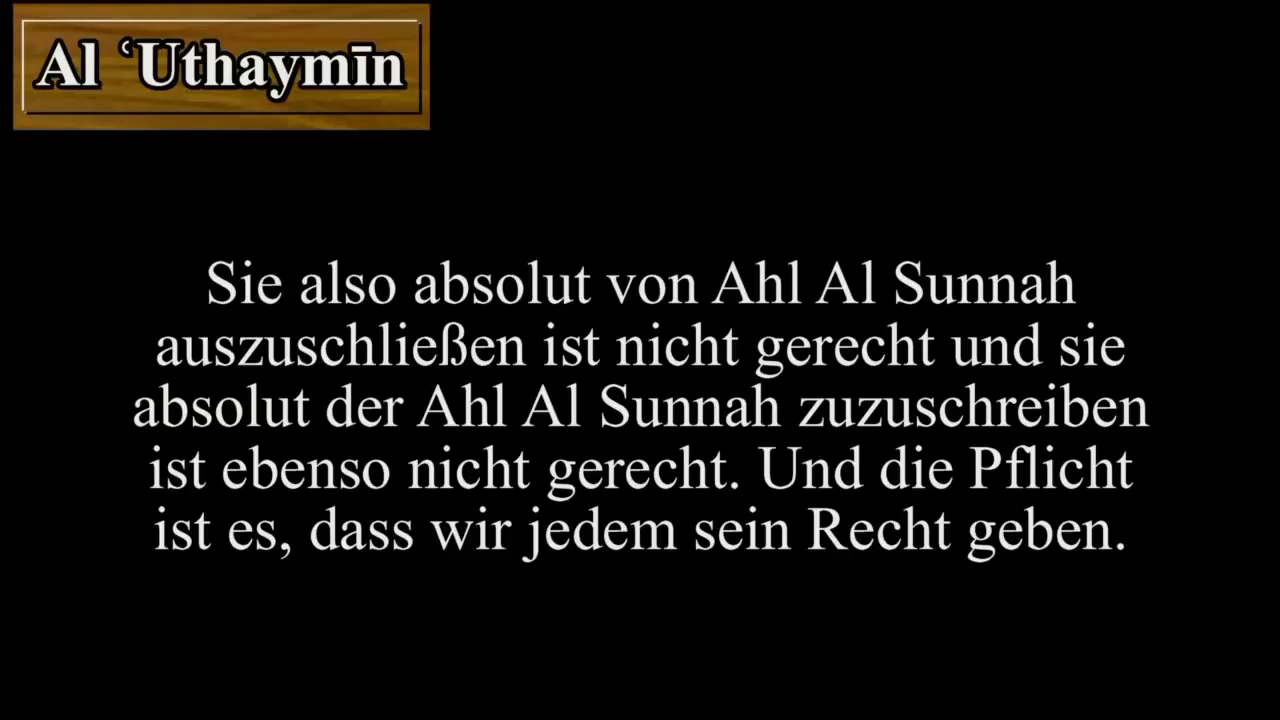 Al ʿUthaymīn
Sie also absolut von Ahl Al Sunnah
auszuschließen ist nicht gerecht und sie
absolut der Ahl Al Sunnah zuzuschreiben
ist ebenso nicht gerecht. Und die Pflicht
ist es, dass wir jedem sein Recht geben.